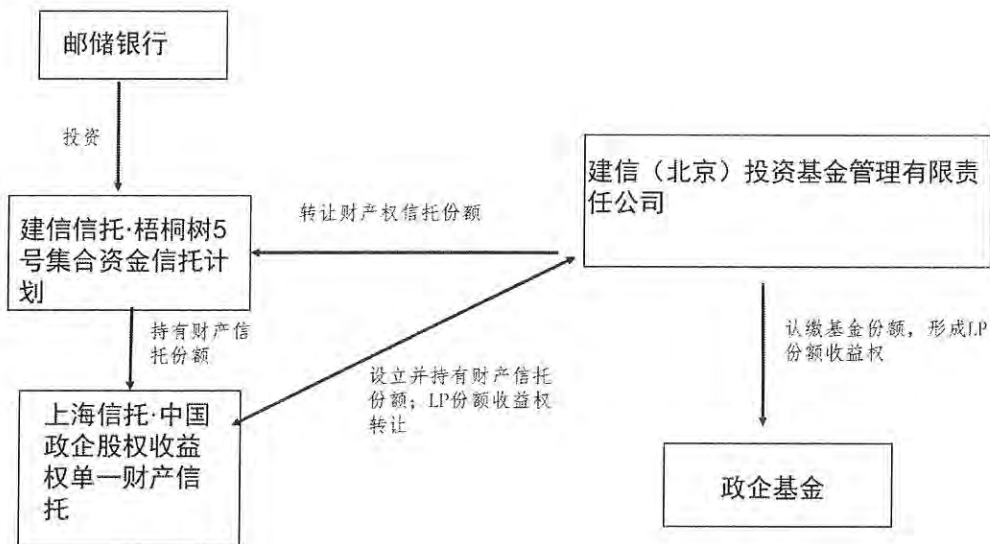 邮储银行
投资
建信（北京）投资基金管理有限责
任公司
转让财产权信托份额
建信信托·梧桐树5
号集合资金信托计
划
持有财产信
托份额
认缴基金份额，形成LP
份额收益权
设立并持有财产信托
份额；LP份额收益权
转让
上海信托·中国
政企股权收益
权单一财产信
托
政企基金